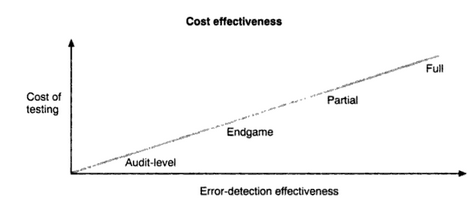 Cost effectiveness
Cost of
testing
Full
Partial
Endgame
Audit-level
Error-detection effectiveness